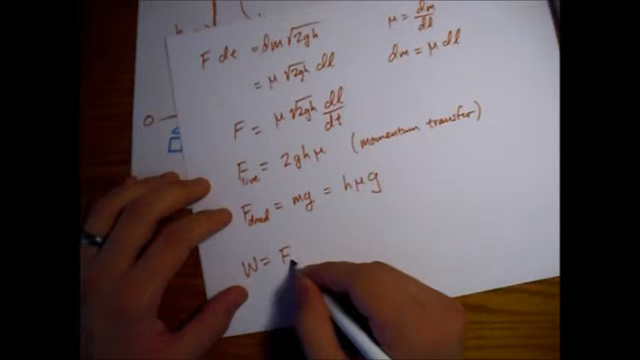 F dt = dm √2gh
μ = dm/dl
= μ √2gh dl
dm = μ dl
F = μ √2gh dl/dt
F_live = 2ghμ (momentum transfer)
F_dead = mg = hμg
W = F
0